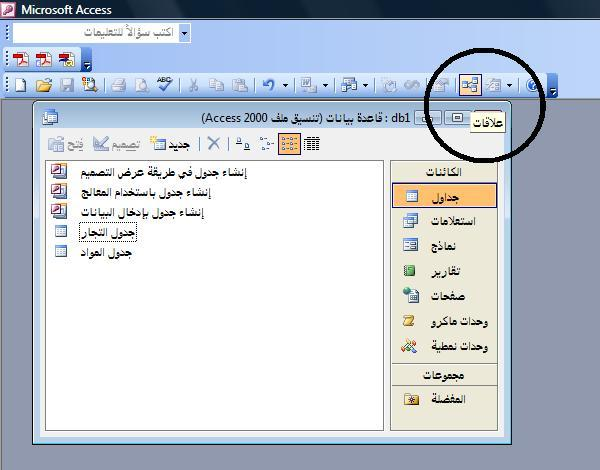 Microsoft Access
اكتب سؤالاً للتعليمات
علاقات
db1 : قاعدة بيانات (تنسيق ملف Access 2000)
فتح تصميم جديد
الكائنات
جداول
استعلامات
نماذج
تقارير
صفحات
وحدات ماكرو
وحدات نمطية
مجموعات
المفضلة
إنشاء جدول في طريقة عرض التصميم
إنشاء جدول باستخدام المعالج
إنشاء جدول بإدخال البيانات
جدول التجار
جدول المواد